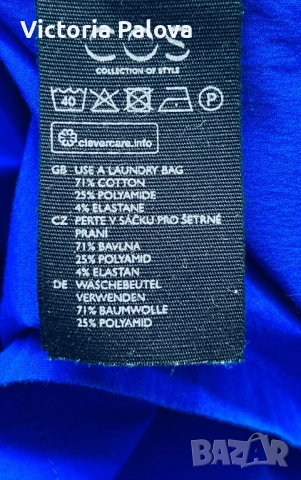 Victoria Palova
COS
COLLECTION OF STYLE
40 P
clevercare.info
GB USE A LAUNDRY BAG
71% COTTON
25% POLYAMIDE
4% ELASTANE
CZ PERTE V SÁČKU PRO ŠETRNÉ
PRANÍ
71% BAVLNA
25% POLYAMID
4% ELASTAN
DE WÄSCHEBEUTEL
VERWENDEN
71% BAUMWOLLE
25% POLYAMID
BAZAR
bg